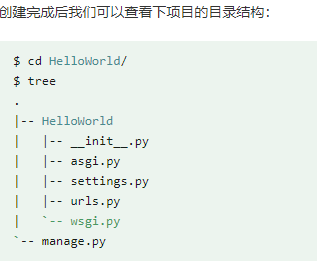 创建完成后我们可以查看下项目的目录结构：
$ cd HelloWorld/
$ tree
.
|-- HelloWorld
|   |-- __init__.py
|   |-- asgi.py
|   |-- settings.py
|   |-- urls.py
|   `-- wsgi.py
`-- manage.py